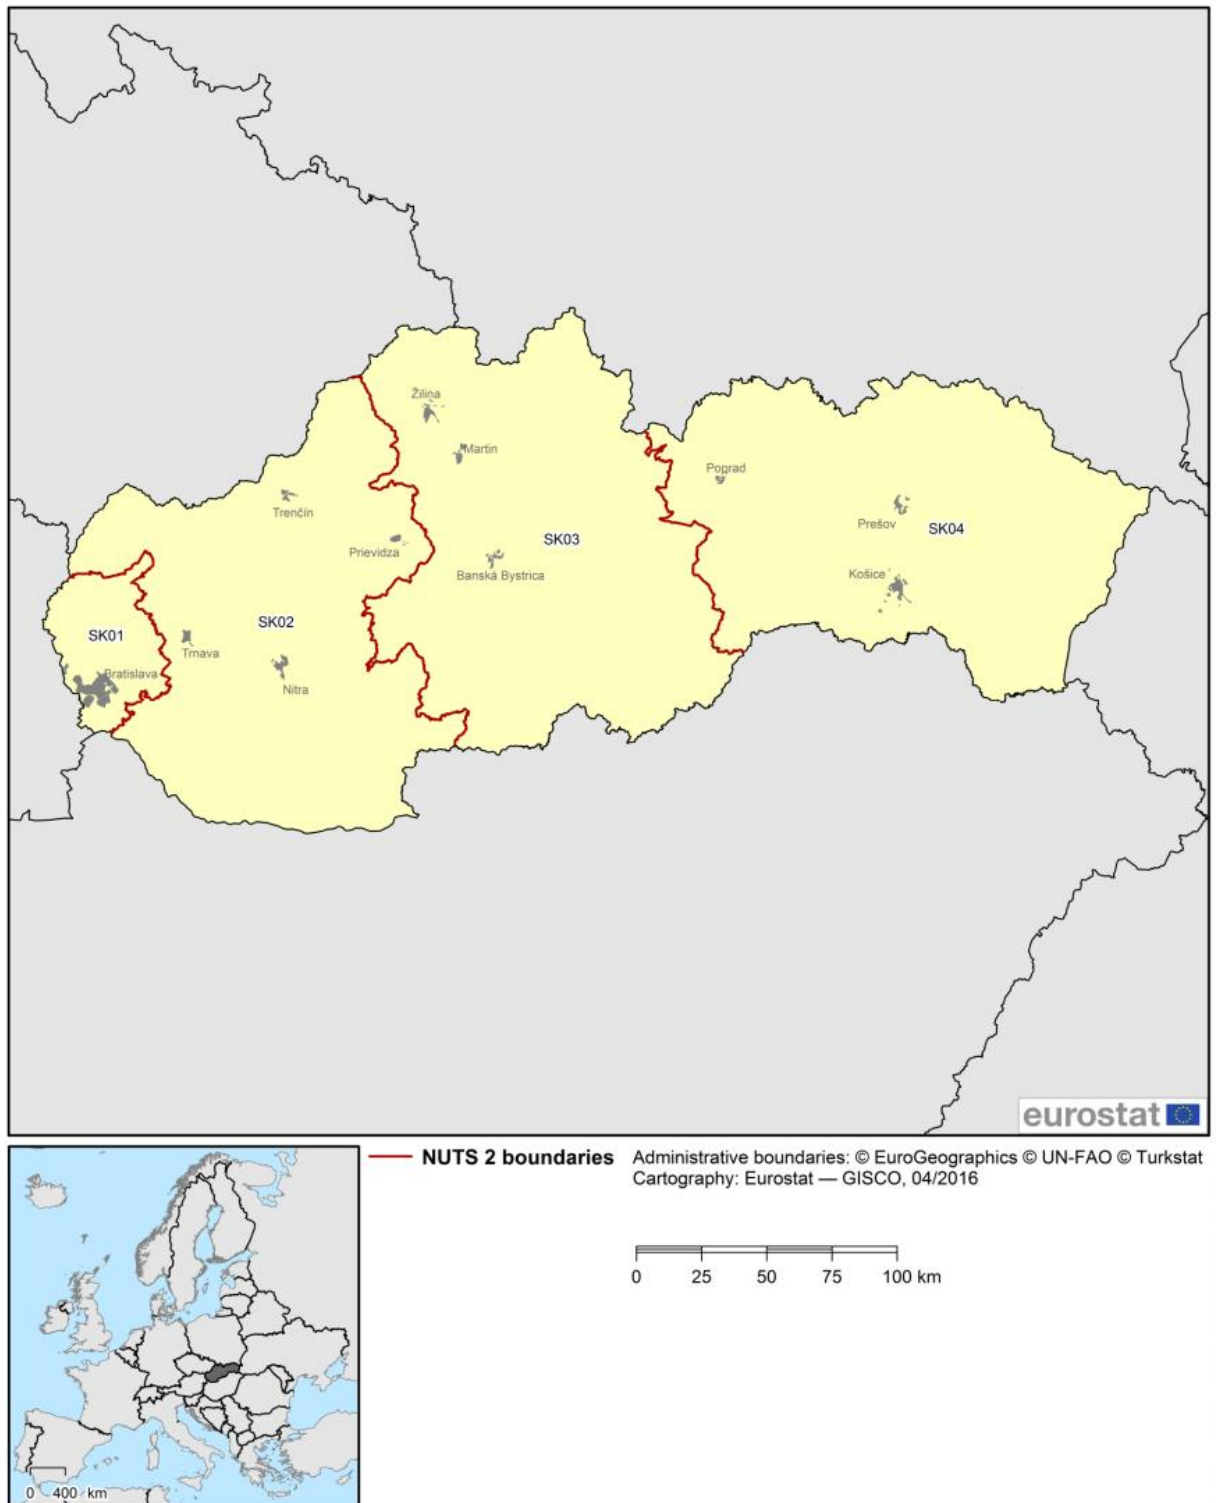 Žilina
Martin
Poprad
Trenčín
Prešov
SK04
Prievidza
SK03
Banská Bystrica
Košice
SK01
SK02
Trnava
Bratislava
Nitra
eurostat
NUTS 2 boundaries
Administrative boundaries: © EuroGeographics © UN-FAO © Turkstat
Cartography: Eurostat — GISCO, 04/2016
0 25 50 75 100 km
0 400 km